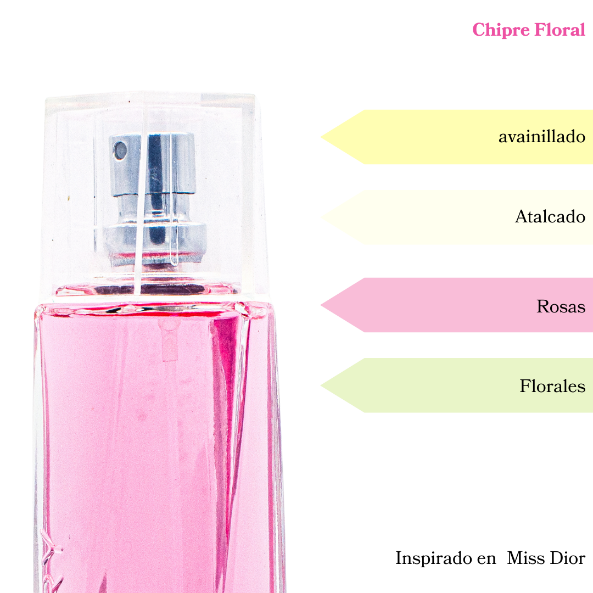 Chipre Floral
avainillado
Atalcado
Rosas
Florales
Inspirado en Miss Dior